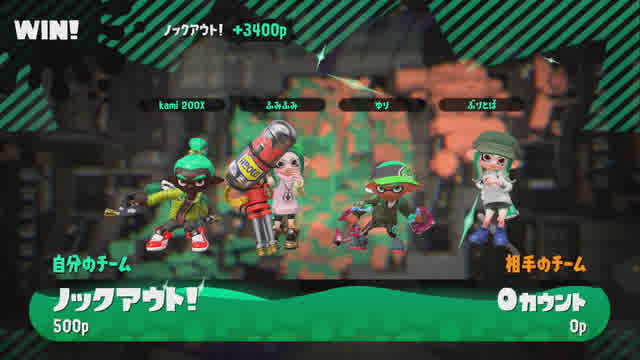 WIN!
ノックアウト! +3400p
kami 200X
ふみふみ
ゆり
ぷりとぱ
自分のチーム
相手のチーム
ノックアウト!
0カウント
500p
0p